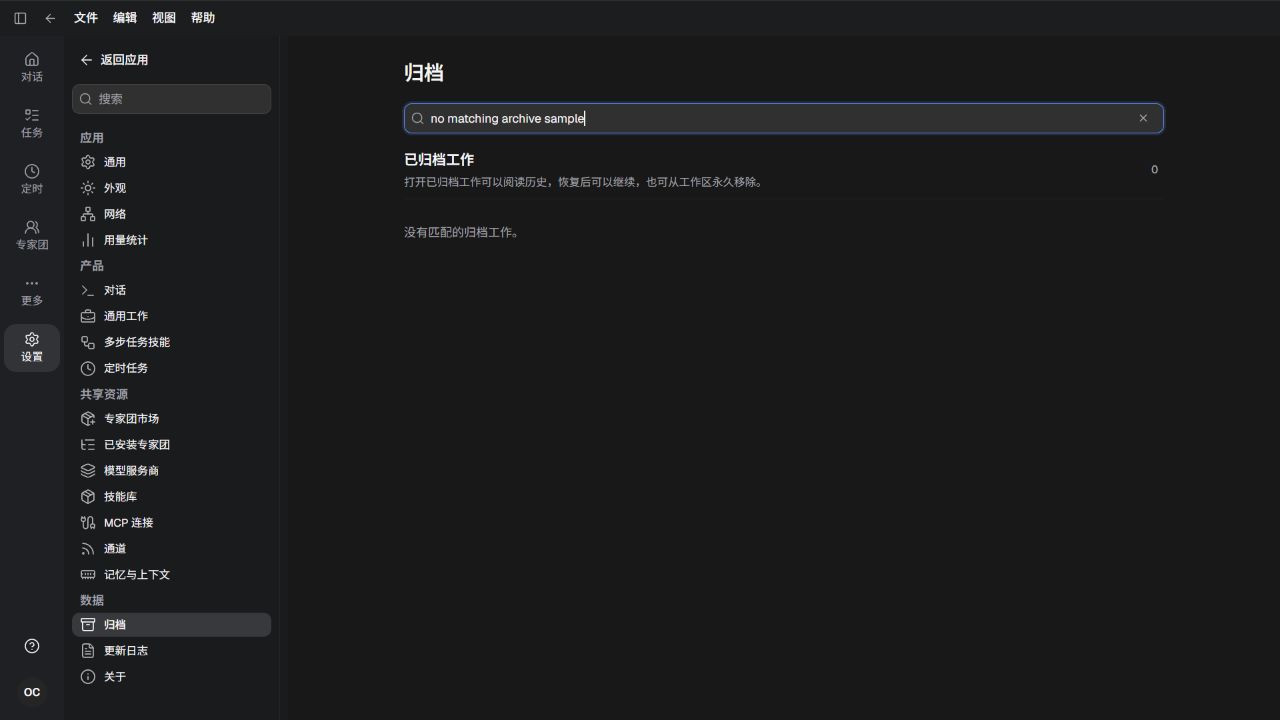 文件 编辑 视图 帮助
对话
任务
定时
专家团
更多
设置
OC
返回应用
搜索
应用
通用
外观
网络
用量统计
产品
对话
通用工作
多步任务技能
定时任务
共享资源
专家团市场
已安装专家团
模型服务商
技能库
MCP 连接
通道
记忆与上下文
数据
归档
更新日志
关于
归档
no matching archive sample
已归档工作
打开已归档工作可以阅读历史，恢复后可以继续，也可从工作区永久移除。
0
没有匹配的归档工作。